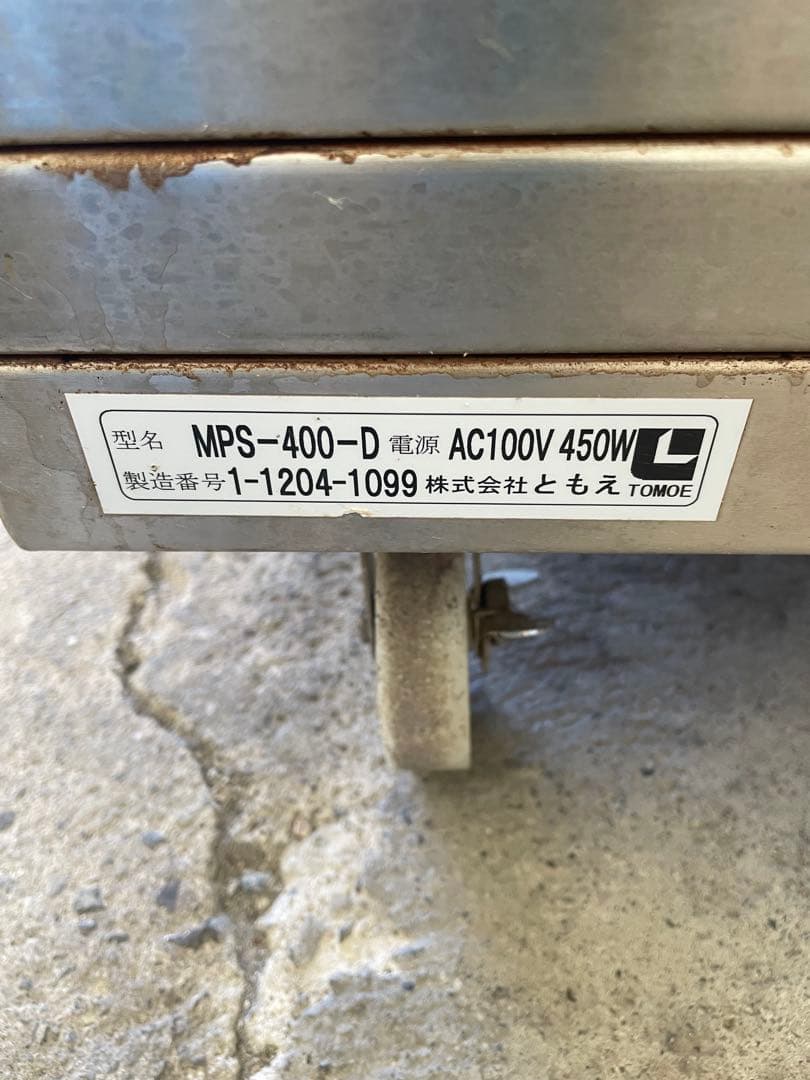 型名 MPS-400-D 電源 AC100V 450W
製造番号 1-1204-1099 株式会社ともえ TOMOE